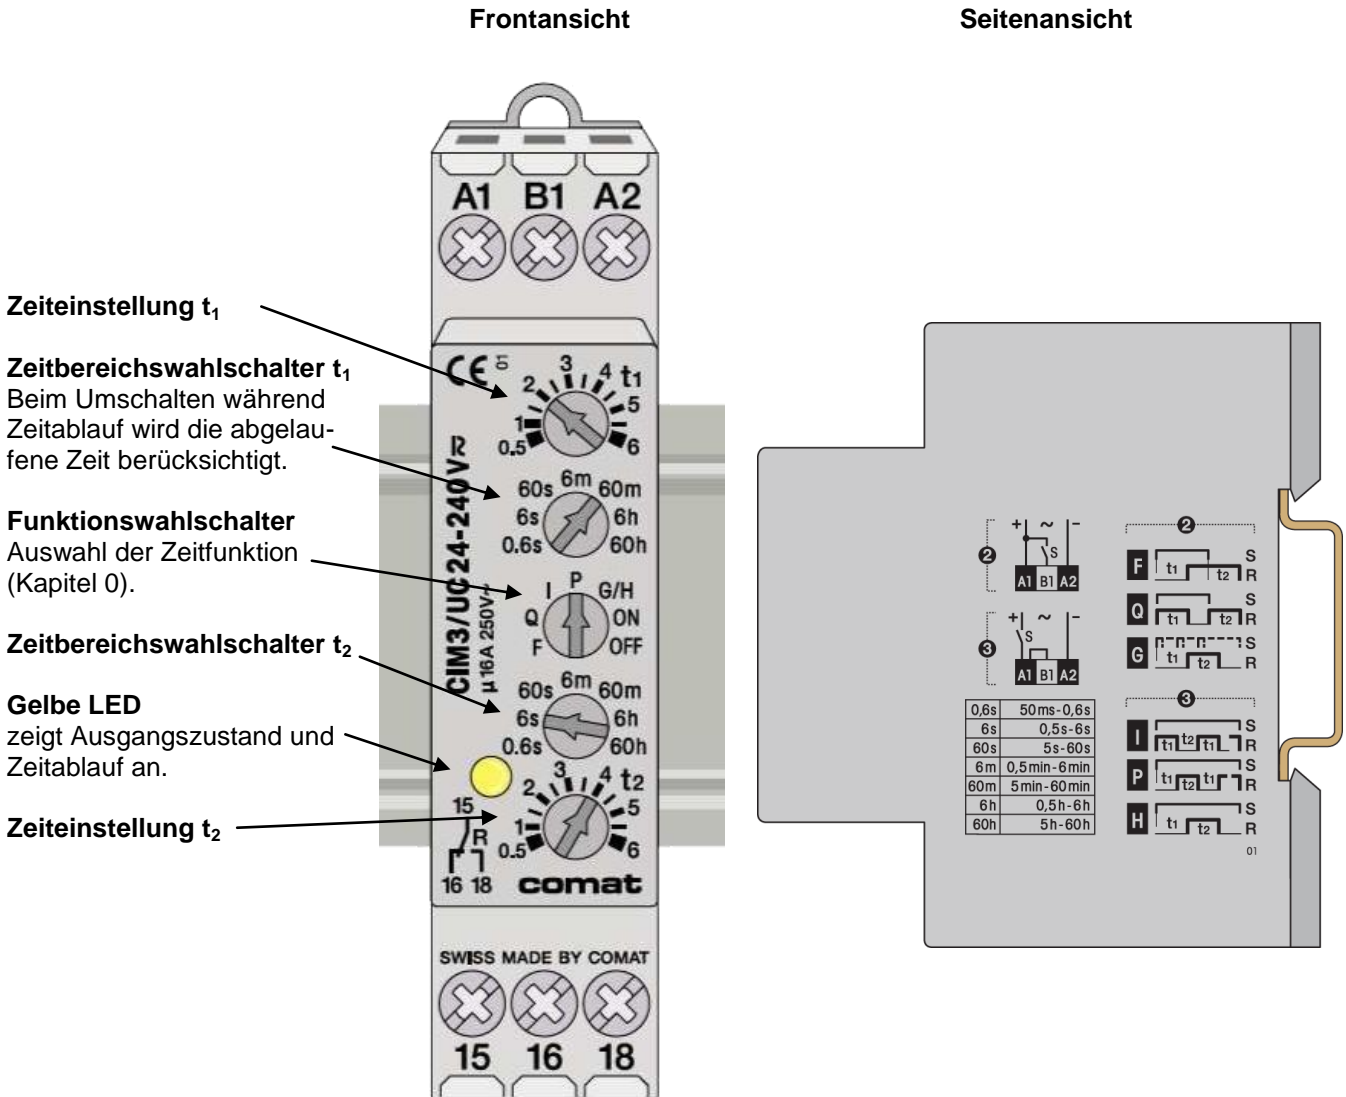 Frontansicht
Seitenansicht
A1 B1 A2
Zeiteinstellung t1
Zeitbereichswahlschalter t1
Beim Umschalten während
Zeitablauf wird die abgelau-
fene Zeit berücksichtigt.
Funktionswahlschalter
Auswahl der Zeitfunktion
(Kapitel 0).
Zeitbereichswahlschalter t2
Gelbe LED
zeigt Ausgangszustand und
Zeitablauf an.
Zeiteinstellung t2
CE 01
CIM3/UC24-240V
µ16A 250V~
0.5 1 2 3 4 5 6 t1
0.6s 6s 60s 6m 60m 6h 60h
F Q I P G/H ON OFF
0.6s 6s 60s 6m 60m 6h 60h
0.5 1 2 3 4 5 6 t2
15
R
16 18
comat
SWISS MADE BY COMAT
15 16 18
2
+ ~ -
S
A1 B1 A2
3
+ ~ -
S
A1 B1 A2
0,6s 50ms-0,6s
6s 0,5s-6s
60s 5s-60s
6m 0,5min-6min
60m 5min-60min
6h 0,5h-6h
60h 5h-60h
2
F t1 t2 S R
Q t1 t2 S R
G t1 t2 S R
3
I t1 t2 t1 S R
P t1 t2 t1 S R
H t1 t2 S R
01